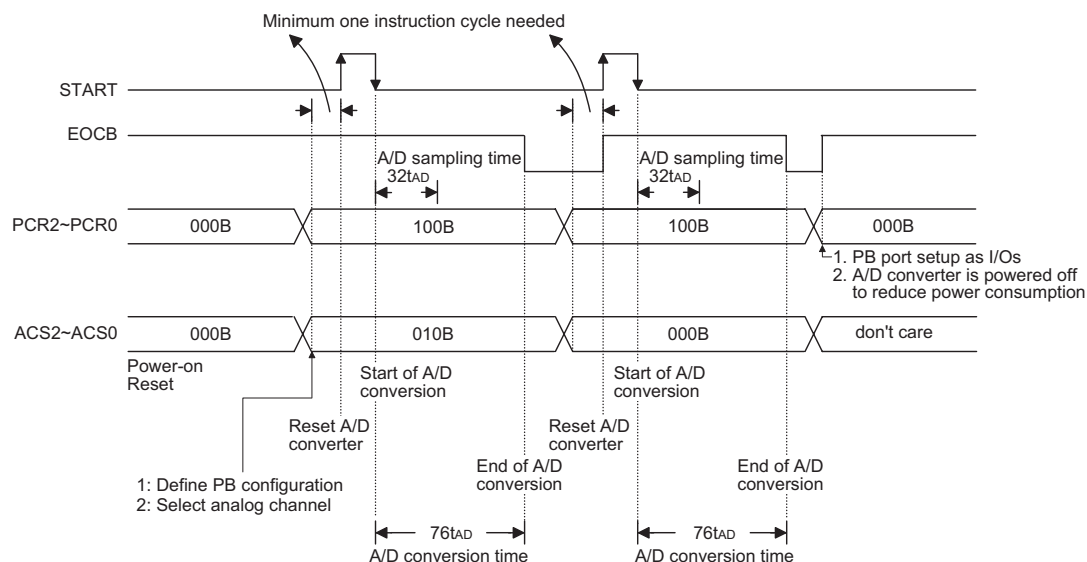 Minimum one instruction cycle needed
START
EOCB
A/D sampling time
32tAD
A/D sampling time
32tAD
PCR2~PCR0
000B
100B
100B
000B
1. PB port setup as I/Os
2. A/D converter is powered off
to reduce power consumption
ACS2~ACS0
000B
010B
000B
don't care
Power-on
Reset
Start of A/D
conversion
Start of A/D
conversion
Reset A/D
converter
Reset A/D
converter
End of A/D
conversion
End of A/D
conversion
1: Define PB configuration
2: Select analog channel
76tAD
A/D conversion time
76tAD
A/D conversion time